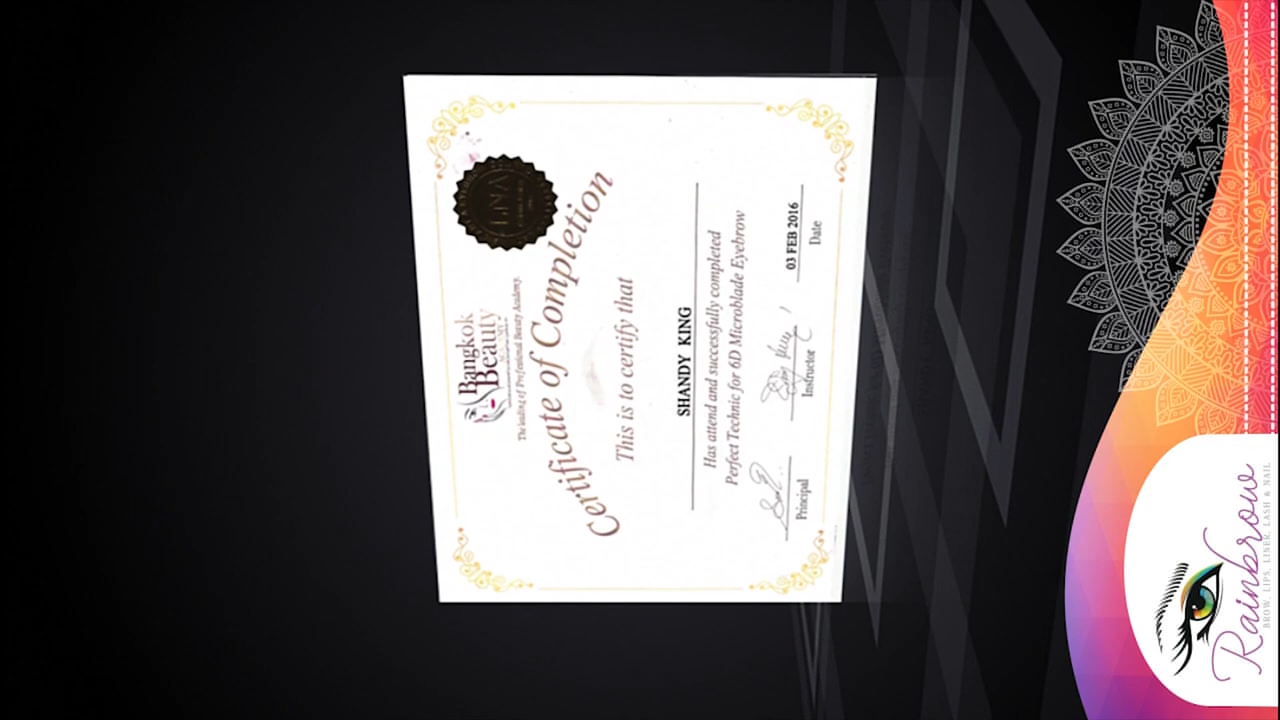 Bangkok
Beauty
The leading of Professional Beauty Academy.
Certificate of Completion
This is to certify that
SHANDY KING
Has attend and successfully completed
Perfect Technic for 6D Microblade Eyebrow
03 FEB 2016
Principal
Instructor
Date
Rainbrow
BROW, LIPS, LINER, LASH & NAIL